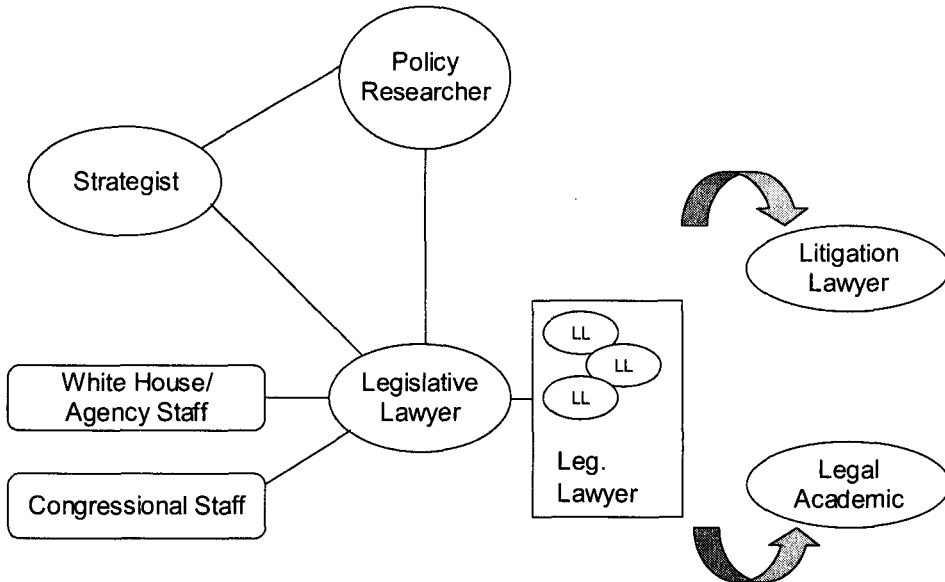 Policy
Researcher
Strategist
Litigation
Lawyer
LL
LL
LL
White House/
Agency Staff
Legislative
Lawyer
Leg.
Lawyer
Legal
Academic
Congressional Staff